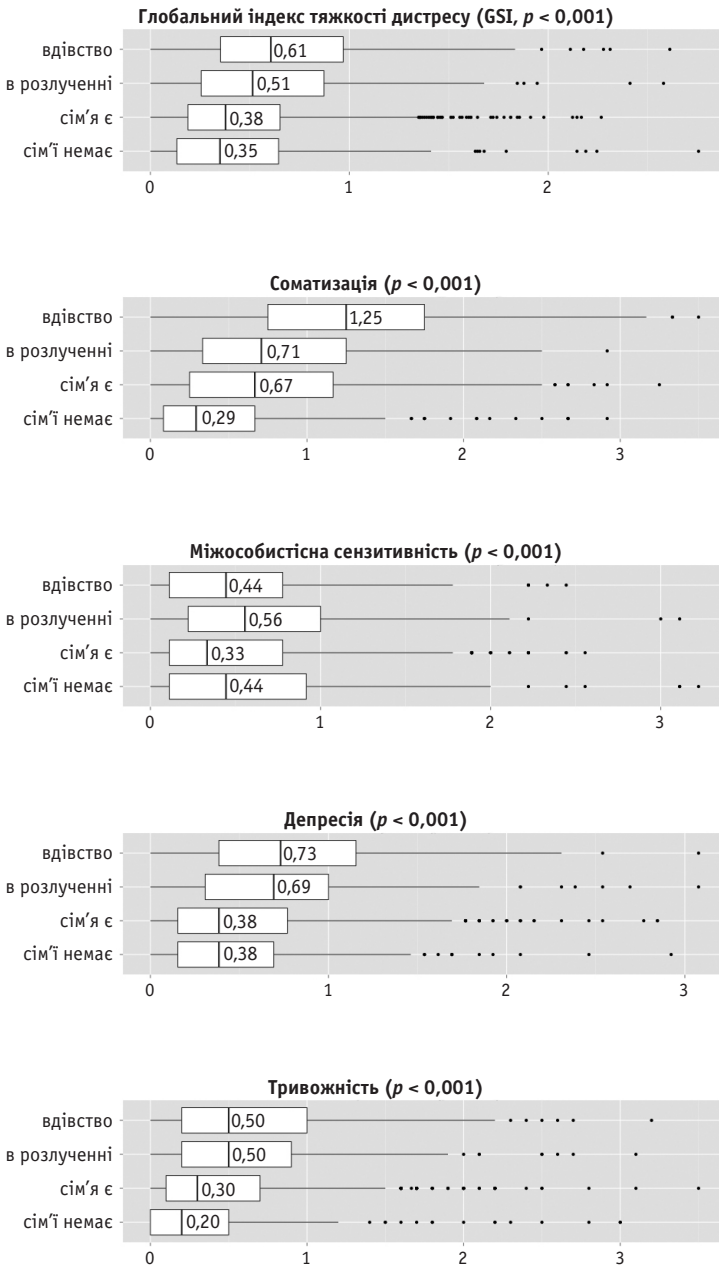 Глобальний індекс тяжкості дистресу (GSI, p < 0,001)
вдівство 0,61
в розлученні 0,51
сім’я є 0,38
сім’ї немає 0,35
0 1 2
Соматизація (p < 0,001)
вдівство 1,25
в розлученні 0,71
сім’я є 0,67
сім’ї немає 0,29
0 1 2 3
Міжособистісна сензитивність (p < 0,001)
вдівство 0,44
в розлученні 0,56
сім’я є 0,33
сім’ї немає 0,44
0 1 2 3
Депресія (p < 0,001)
вдівство 0,73
в розлученні 0,69
сім’я є 0,38
сім’ї немає 0,38
0 1 2 3
Тривожність (p < 0,001)
вдівство 0,50
в розлученні 0,50
сім’я є 0,30
сім’ї немає 0,20
0 1 2 3